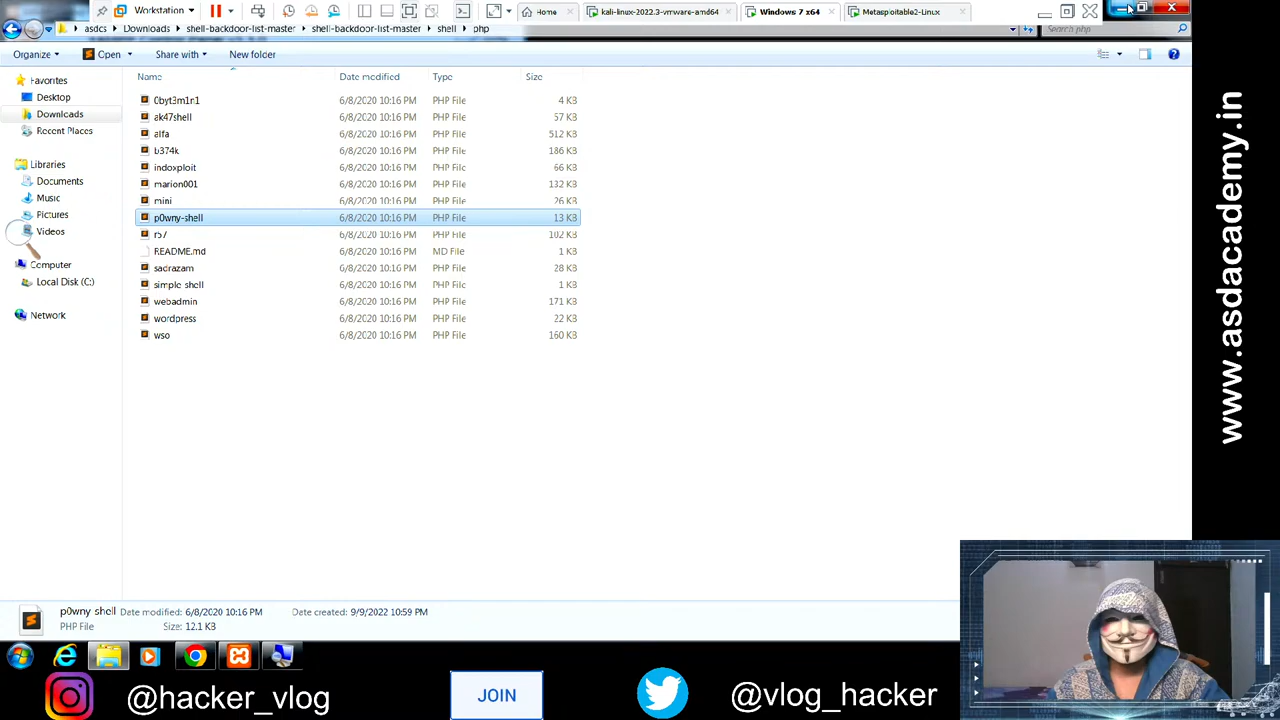 Workstation
Home
kali-linux-2022.3-vmware-amd64
Windows 7 x64
Metasploitable2-Linux
asdcs
Downloads
shell-backdoor-list-master
shell-backdoor-list-master
shell
php
Search php
Organize
Open
Share with
New folder
Favorites
Desktop
Downloads
Recent Places
Libraries
Documents
Music
Pictures
Videos
Computer
Local Disk (C:)
Network
Name Date modified Type Size
0byt3m1n1 6/8/2020 10:16 PM PHP File 4 KB
ak47shell 6/8/2020 10:16 PM PHP File 57 KB
alfa 6/8/2020 10:16 PM PHP File 512 KB
b374k 6/8/2020 10:16 PM PHP File 186 KB
indoxploit 6/8/2020 10:16 PM PHP File 66 KB
marion001 6/8/2020 10:16 PM PHP File 132 KB
mini 6/8/2020 10:16 PM PHP File 26 KB
p0wny-shell 6/8/2020 10:16 PM PHP File 13 KB
r57 6/8/2020 10:16 PM PHP File 102 KB
README.md 6/8/2020 10:16 PM MD File 1 KB
sadrazam 6/8/2020 10:16 PM PHP File 28 KB
simple-shell 6/8/2020 10:16 PM PHP File 1 KB
webadmin 6/8/2020 10:16 PM PHP File 171 KB
wordpress 6/8/2020 10:16 PM PHP File 22 KB
wso 6/8/2020 10:16 PM PHP File 160 KB
p0wny-shell Date modified: 6/8/2020 10:16 PM Date created: 9/9/2022 10:59 PM
PHP File Size: 12.1 KB
www.asdacademy.in
@hacker_vlog
JOIN
@vlog_hacker